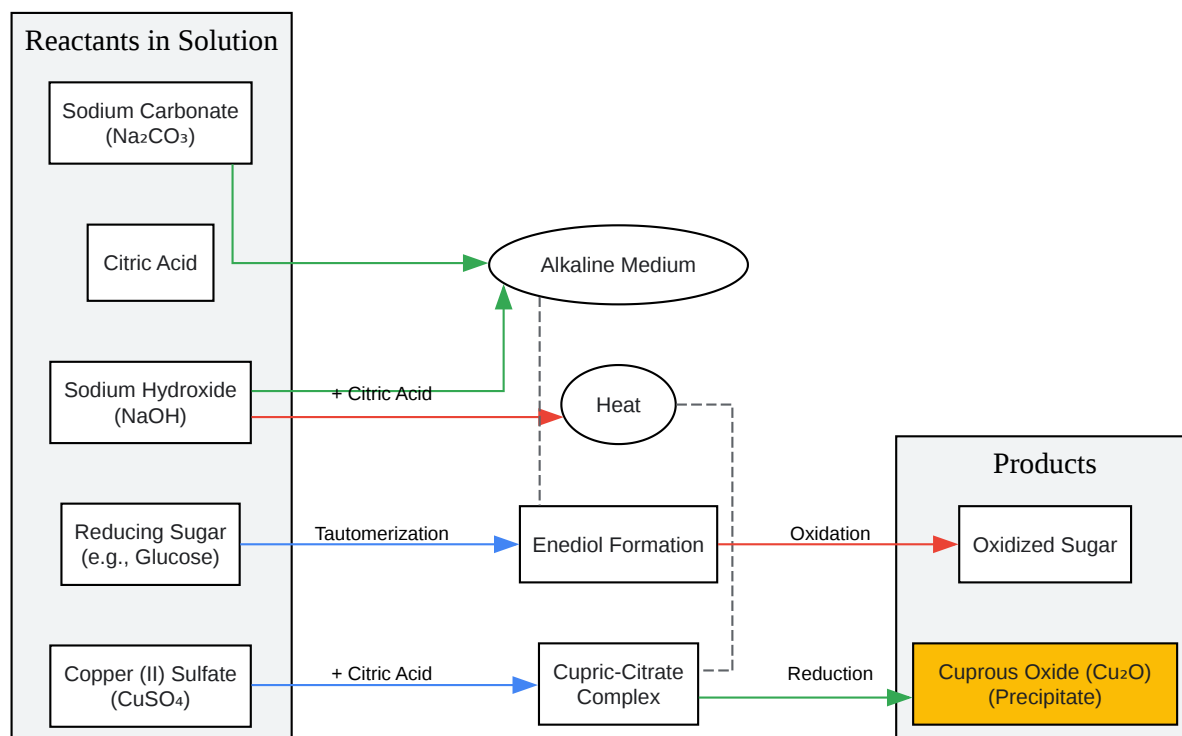 Reactants in Solution
Sodium Carbonate
(Na₂CO₃)
Citric Acid
Alkaline Medium
Sodium Hydroxide
(NaOH)
+ Citric Acid
Heat
Products
Reducing Sugar
(e.g., Glucose)
Tautomerization
Enediol Formation
Oxidation
Oxidized Sugar
Copper (II) Sulfate
(CuSO₄)
+ Citric Acid
Cupric-Citrate
Complex
Reduction
Cuprous Oxide (Cu₂O)
(Precipitate)